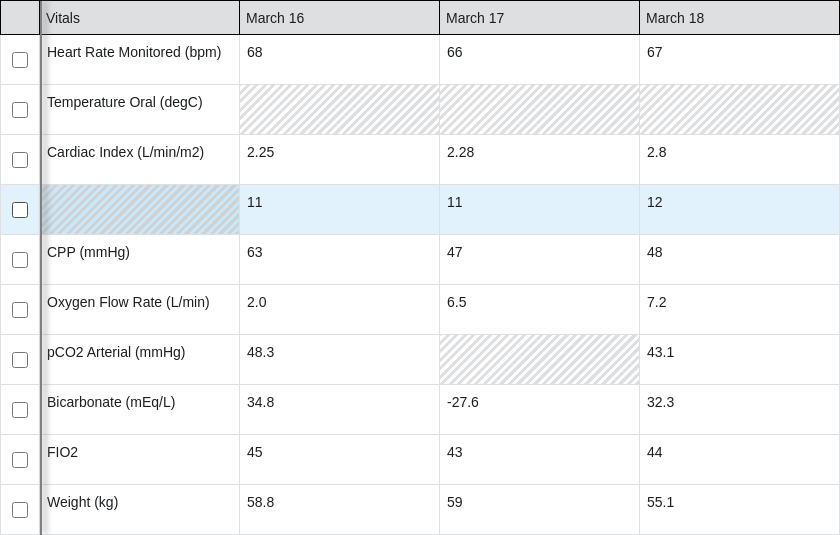 Vitals March 16 March 17 March 18
Heart Rate Monitored (bpm) 68 66 67
Temperature Oral (degC)
Cardiac Index (L/min/m2) 2.25 2.28 2.8
11 11 12
CPP (mmHg) 63 47 48
Oxygen Flow Rate (L/min) 2.0 6.5 7.2
pCO2 Arterial (mmHg) 48.3 43.1
Bicarbonate (mEq/L) 34.8 -27.6 32.3
FIO2 45 43 44
Weight (kg) 58.8 59 55.1